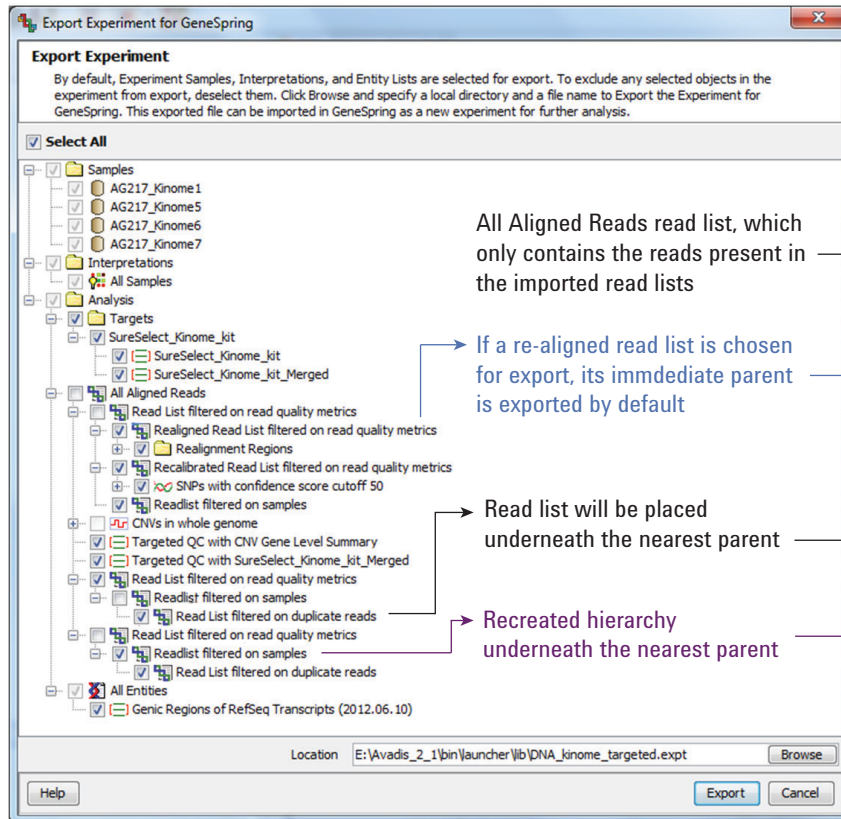 Export Experiment for GeneSpring
Export Experiment
By default, Experiment Samples, Interpretations, and Entity Lists are selected for export. To exclude any selected objects in the
experiment from export, deselect them. Click Browse and specify a local directory and a file name to Export the Experiment for
GeneSpring. This exported file can be imported in GeneSpring as a new experiment for further analysis.
Select All
Samples
AG217_Kinome1
AG217_Kinome5
AG217_Kinome6
AG217_Kinome7
Interpretations
All Samples
Analysis
Targets
SureSelect_Kinome_kit
SureSelect_Kinome_kit
SureSelect_Kinome_kit_Merged
All Aligned Reads
Read List filtered on read quality metrics
Realigned Read List filtered on read quality metrics
Realignment Regions
Recalibrated Read List filtered on read quality metrics
SNPs with confidence score cutoff 50
Readlist filtered on samples
CNVs in whole genome
Targeted QC with CNV Gene Level Summary
Targeted QC with SureSelect_Kinome_kit_Merged
Read List filtered on read quality metrics
Readlist filtered on samples
Read List filtered on duplicate reads
Read List filtered on read quality metrics
Readlist filtered on samples
Read List filtered on duplicate reads
All Entities
Genic Regions of RefSeq Transcripts (2012.06.10)
All Aligned Reads read list, which
only contains the reads present in
the imported read lists
If a re-aligned read list is chosen
for export, its immdediate parent
is exported by default
Read list will be placed
underneath the nearest parent
Recreated hierarchy
underneath the nearest parent
Location E:\Avadis_2_1\bin\launcher\lib\DNA_kinome_targeted.expt Browse
Help Export Cancel